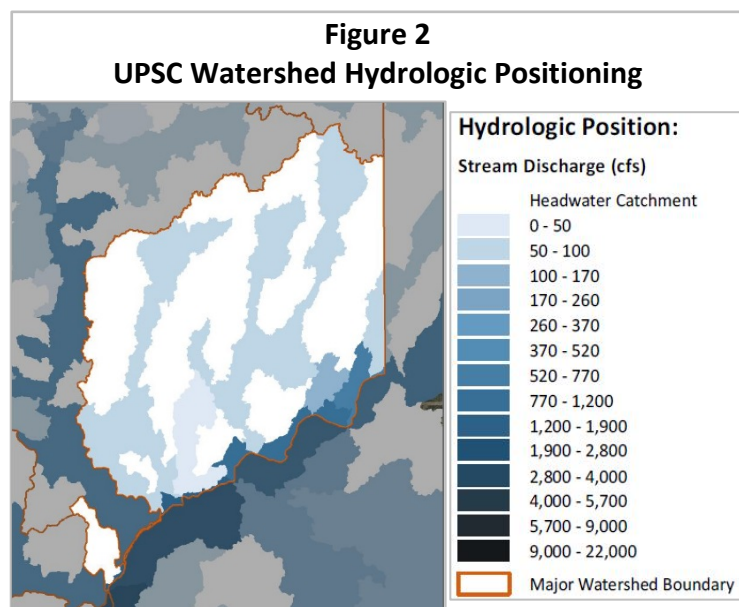 Figure 2
UPSC Watershed Hydrologic Positioning
Hydrologic Position:
Stream Discharge (cfs)
Headwater Catchment
0 - 50
50 - 100
100 - 170
170 - 260
260 - 370
370 - 520
520 - 770
770 - 1,200
1,200 - 1,900
1,900 - 2,800
2,800 - 4,000
4,000 - 5,700
5,700 - 9,000
9,000 - 22,000
Major Watershed Boundary